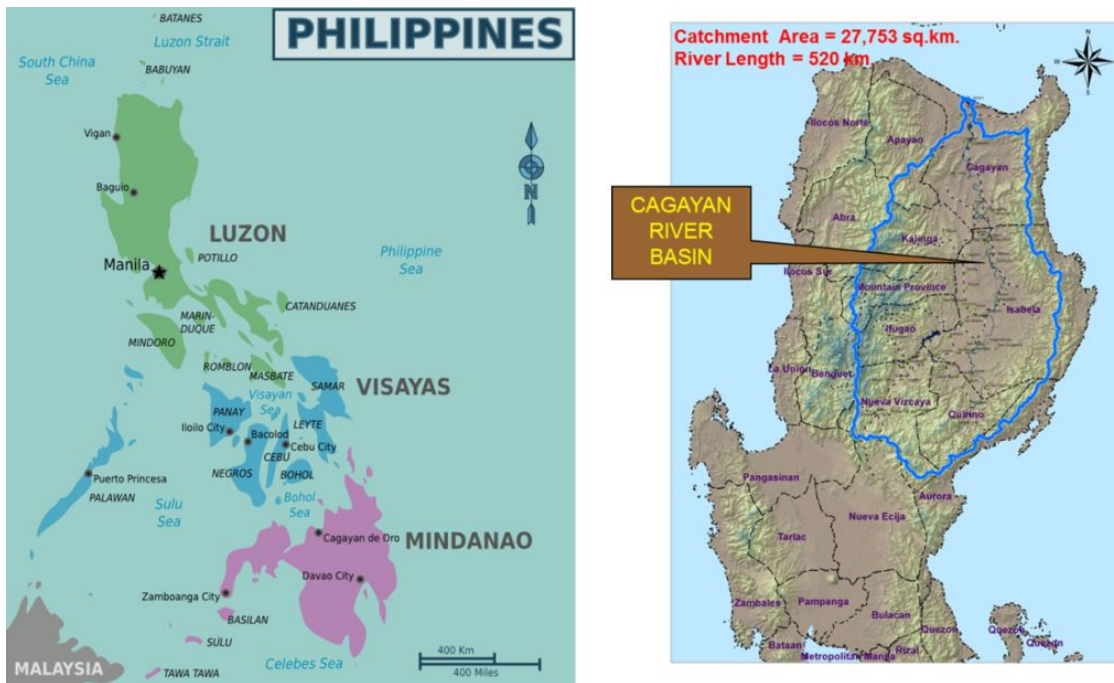 PHILIPPINES
BATANES
Luzon Strait
South China
Sea
BABUYAN
Vigan
Baguio
N
LUZON
Philippine
Sea
Manila
POTILLO
CATANDUANES
MARIN-
DUQUE
MINDORO
ROMBLON
MASBATE
SAMAR
VISAYAS
Visayan
Sea
PANAY
LEYTE
Iloilo City
Bacolod
Cebu City
CEBU
NEGROS
BOHOL
Puerto Princesa
PALAWAN
Sulu
Sea
Bohol
Sea
Cagayan de Oro
MINDANAO
Davao City
Zamboanga City
BASILAN
SULU
MALAYSIA
TAWA TAWA
Celebes Sea
400 Km
400 Miles
Catchment Area = 27,753 sq.km.
River Length = 520 km.
N
W
E
S
Ilocos Norte
Apayao
Cagayan
CAGAYAN
RIVER
BASIN
Abra
Kalinga
Ilocos Sur
Mountain Province
Isabela
Ifugao
La Union
Benguet
Nueva Vizcaya
Quirino
Pangasinan
Aurora
Nueva Ecija
Tarlac
Zambales
Pampanga
Bulacan
Bataan
Quezon
Quezon
Quezon
Rizal
Metropolitan Manila